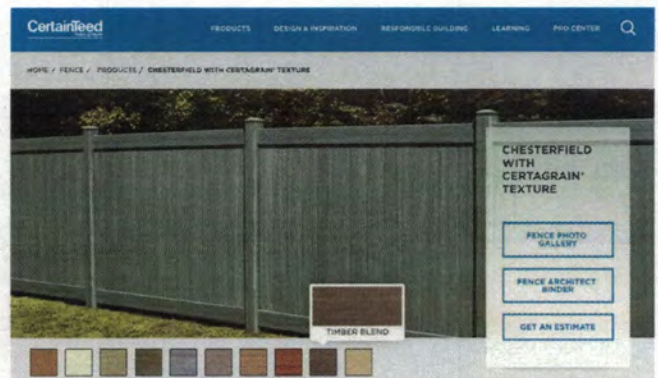 CertainTeed
PRODUCTS DESIGN & INSPIRATION RESPONSIBLE BUILDING LEARNING PRO CENTER
HOME / FENCE / PRODUCTS / CHESTERFIELD WITH CERTAGRAIN® TEXTURE
CHESTERFIELD
WITH
CERTAGRAIN®
TEXTURE
FENCE PHOTO
GALLERY
FENCE ARCHITECT
BINDER
GET AN ESTIMATE
TIMBER BLEND